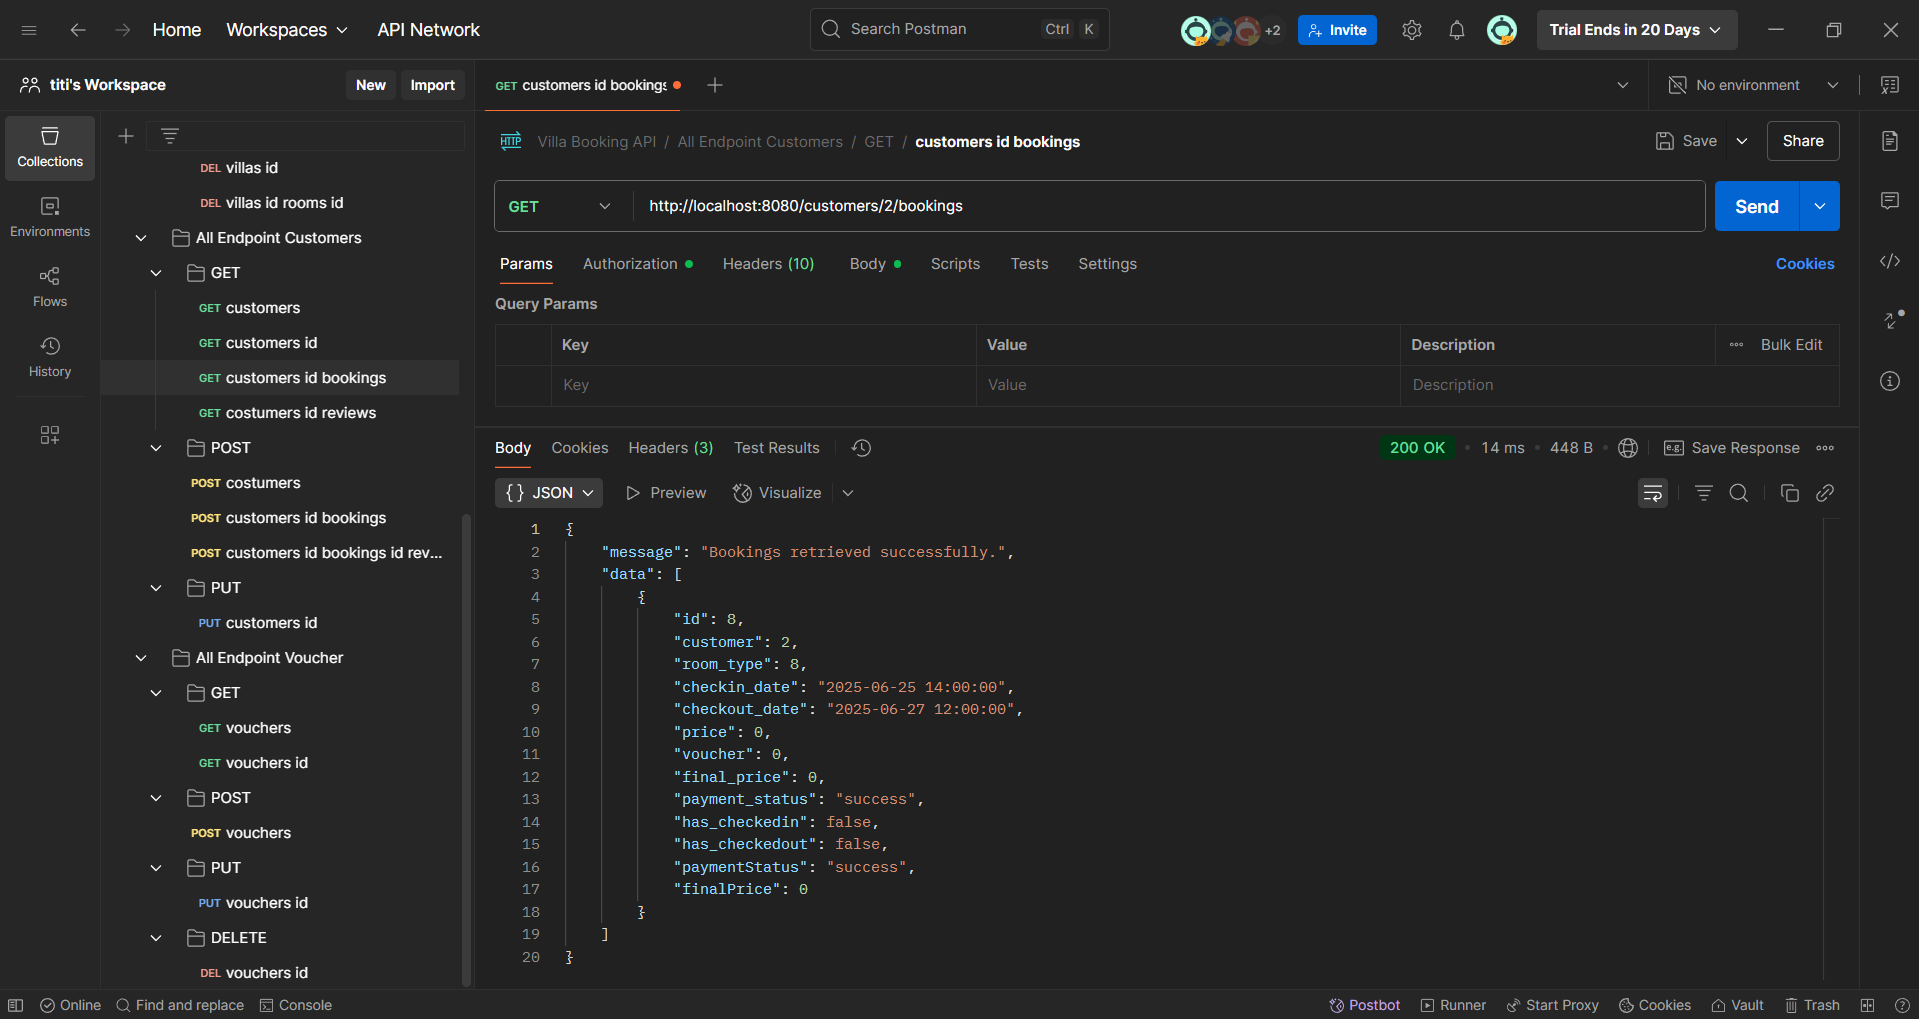 Home
Workspaces
API Network
Search Postman
Ctrl K
+2
Invite
Trial Ends in 20 Days
titi's Workspace
New
Import
GET customers id bookings
No environment
Collections
Environments
Flows
History
DEL villas id
DEL villas id rooms id
All Endpoint Customers
GET
GET customers
GET customers id
GET customers id bookings
GET costumers id reviews
POST
POST costumers
POST customers id bookings
POST customers id bookings id rev...
PUT
PUT customers id
All Endpoint Voucher
GET
GET vouchers
GET vouchers id
POST
POST vouchers
PUT
PUT vouchers id
DELETE
DEL vouchers id
HTTP Villa Booking API / All Endpoint Customers / GET / customers id bookings
Save
Share
GET http://localhost:8080/customers/2/bookings
Send
Params Authorization Headers (10) Body Scripts Tests Settings
Cookies
Query Params
Key Value Description Bulk Edit
Key Value Description
Body Cookies Headers (3) Test Results
200 OK • 14 ms • 448 B
e.g. Save Response
{} JSON Preview Visualize
1 {
2 "message": "Bookings retrieved successfully.",
3 "data": [
4 {
5 "id": 8,
6 "customer": 2,
7 "room_type": 8,
8 "checkin_date": "2025-06-25 14:00:00",
9 "checkout_date": "2025-06-27 12:00:00",
10 "price": 0,
11 "voucher": 0,
12 "final_price": 0,
13 "payment_status": "success",
14 "has_checkedin": false,
15 "has_checkedout": false,
16 "paymentStatus": "success",
17 "finalPrice": 0
18 }
19 ]
20 }
Online Find and replace Console
Postbot Runner Start Proxy Cookies Vault Trash